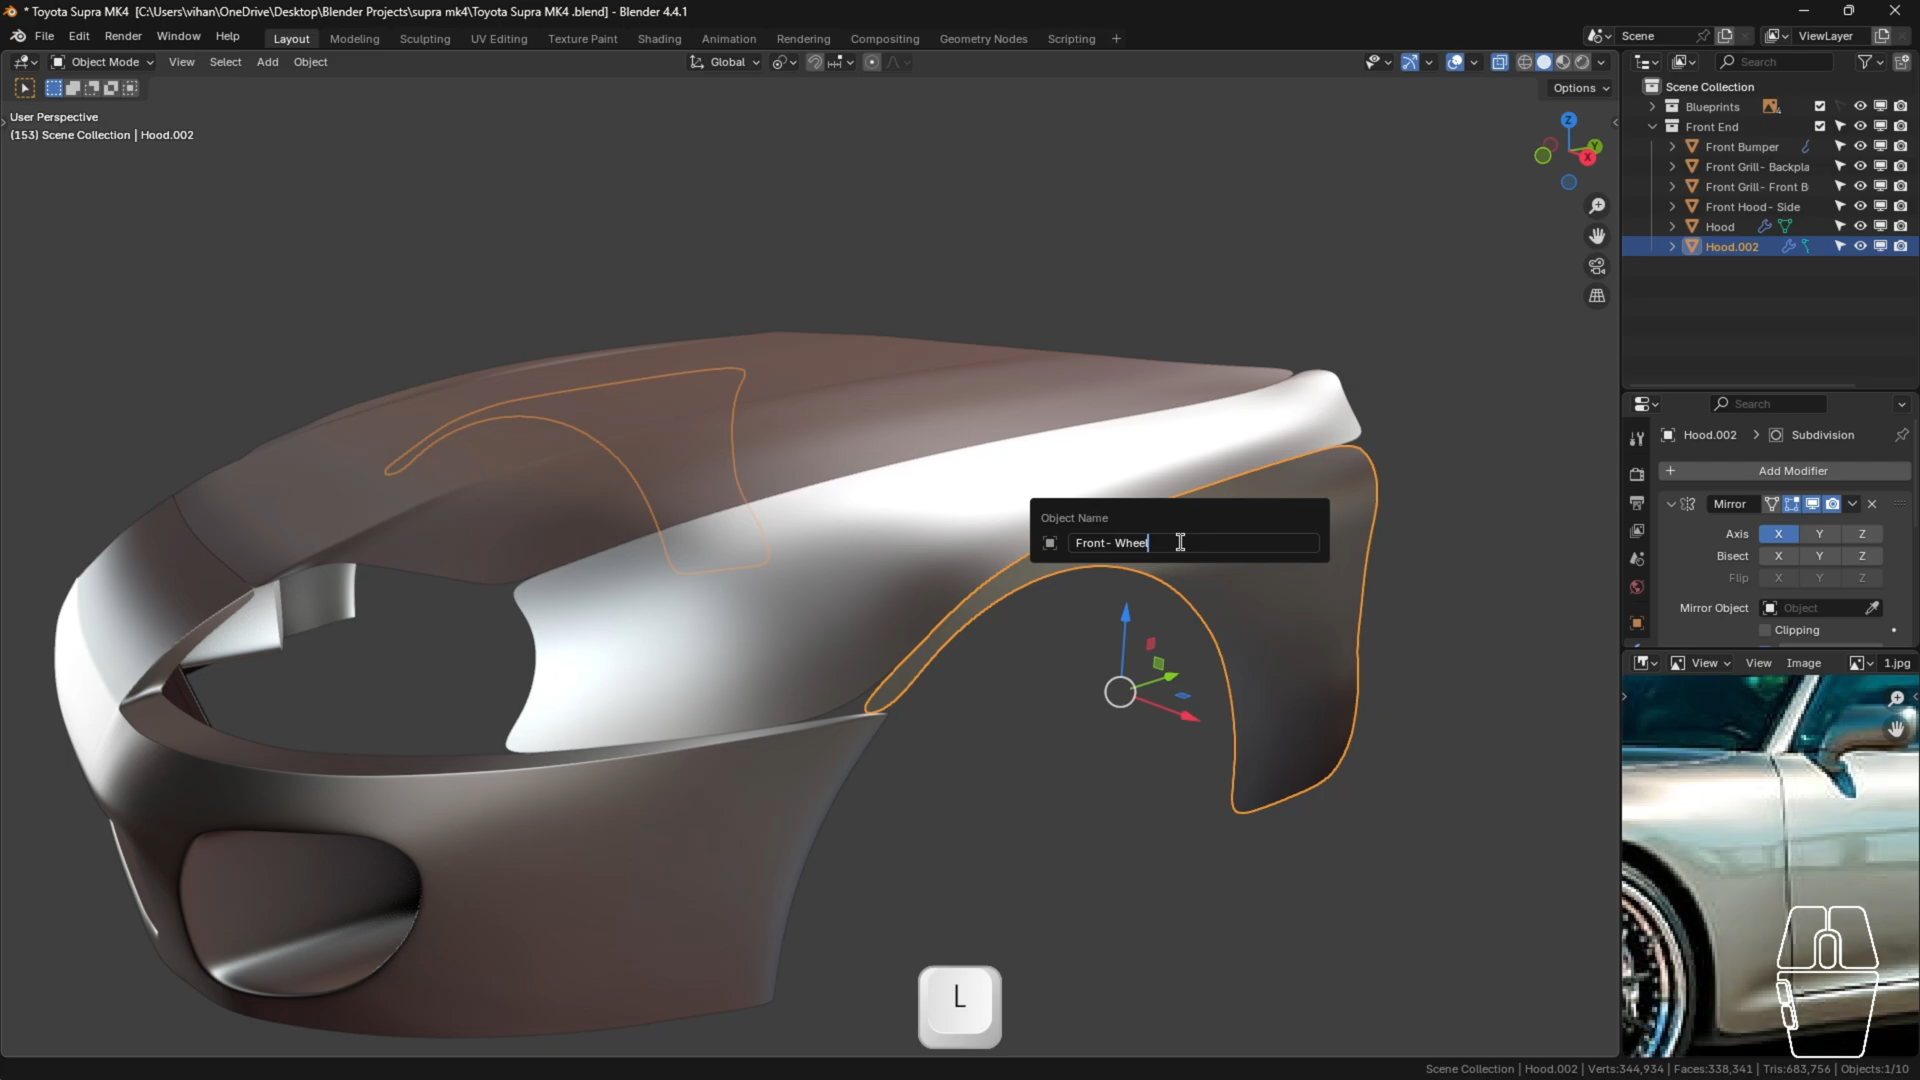 * Toyota Supra MK4 [C:\Users\vihan\OneDrive\Desktop\Blender Projects\supra mk4\Toyota Supra MK4 .blend] - Blender 4.4.1
File Edit Render Window Help
Layout Modeling Sculpting UV Editing Texture Paint Shading Animation Rendering Compositing Geometry Nodes Scripting +
Scene
ViewLayer
Object Mode View Select Add Object
Global
Search
Options
User Perspective
(153) Scene Collection | Hood.002
Z
Y
X
Scene Collection
Blueprints 4
Front End
Front Bumper
Front Grill- Backpla
Front Grill- Front B
Front Hood- Side
Hood
Hood.002
Search
Hood.002 > Subdivision
+ Add Modifier
Mirror
Axis X Y Z
Bisect X Y Z
Flip X Y Z
Mirror Object Object
Clipping
Object Name
Front- Wheel
View View Image 1.jpg
L
Scene Collection | Hood.002 | Verts:344,934 | Faces:338,341 | Tris:683,756 | Objects:1/10